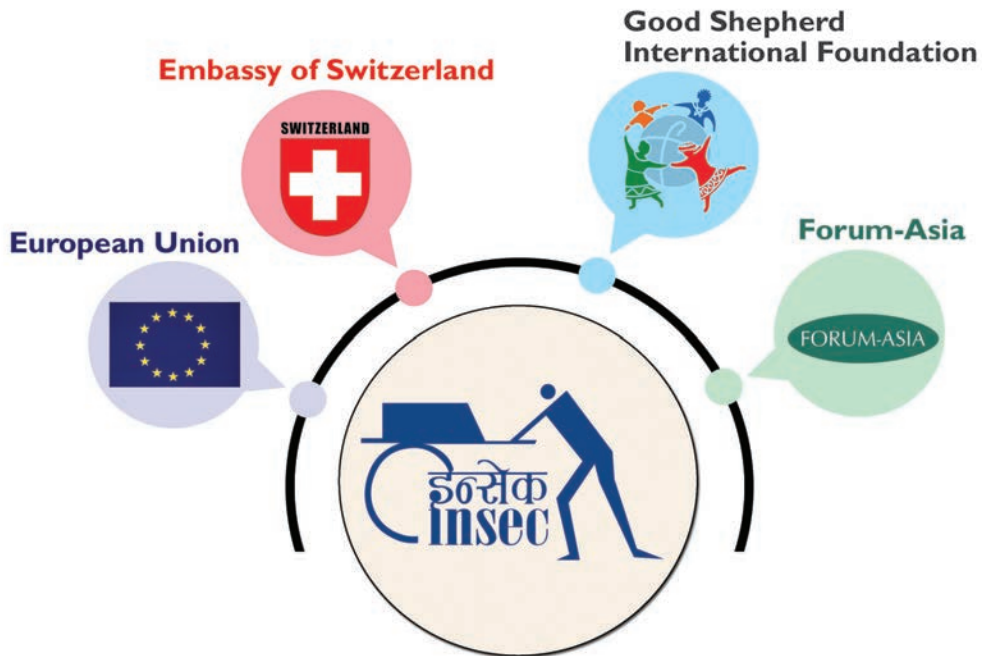 Good Shepherd
International Foundation
Embassy of Switzerland
SWITZERLAND
European Union
Forum-Asia
FORUM-ASIA
इन्सेक
insec